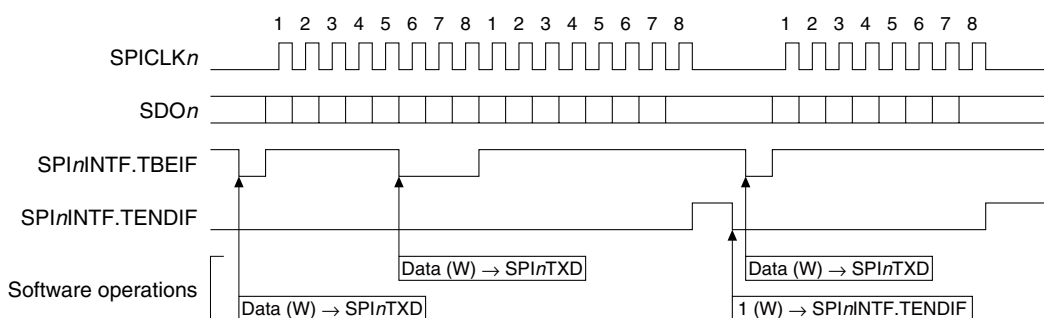 1 2 3 4 5 6 7 8 1 2 3 4 5 6 7 8 1 2 3 4 5 6 7 8
SPICLKn
SDOn
SPInINTF.TBEIF
SPInINTF.TENDIF
Data (W) → SPInTXD Data (W) → SPInTXD
Software operations
Data (W) → SPInTXD 1 (W) → SPInINTF.TENDIF